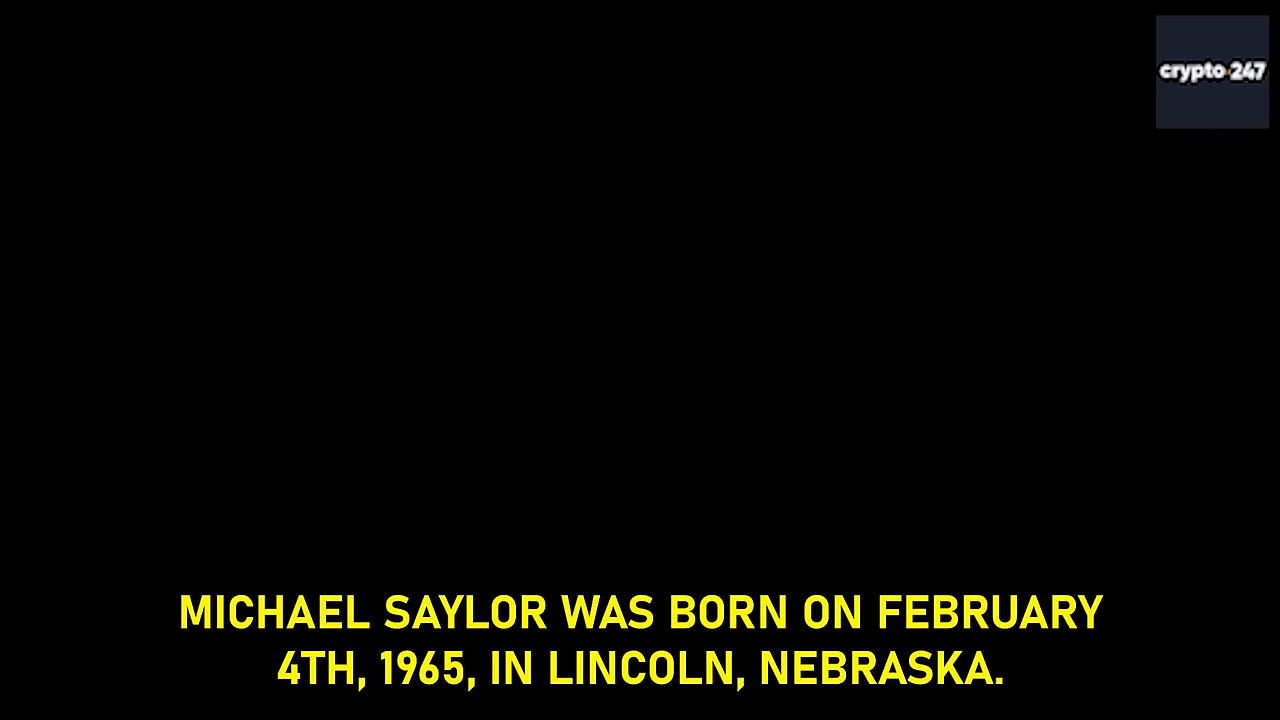 crypto 247
MICHAEL SAYLOR WAS BORN ON FEBRUARY
4TH, 1965, IN LINCOLN, NEBRASKA.